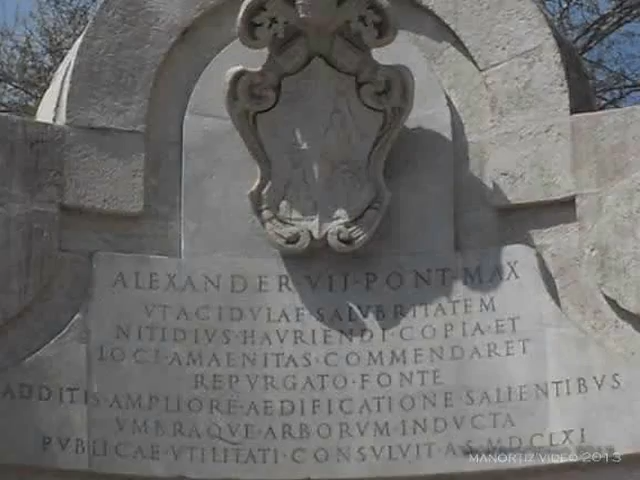 ALEXANDER·VII·PONT·MAX
VT ACIDVLAE SALVBRITATEM
NITIDIVS·HAVRIENDI·COPIA·ET
LOCI·AMAENITAS·COMMENDARET
REPVRGATO·FONTE
ADDITIS·AMPLIORE·AEDIFICATIONE SALIENTIBVS
VMBRAQVE·ARBORVM·INDVCTA
PVBLICAE·VTILITATI·CONSVLVIT A·S·M·DCLXI
MANORTIZ VIDEO 2013